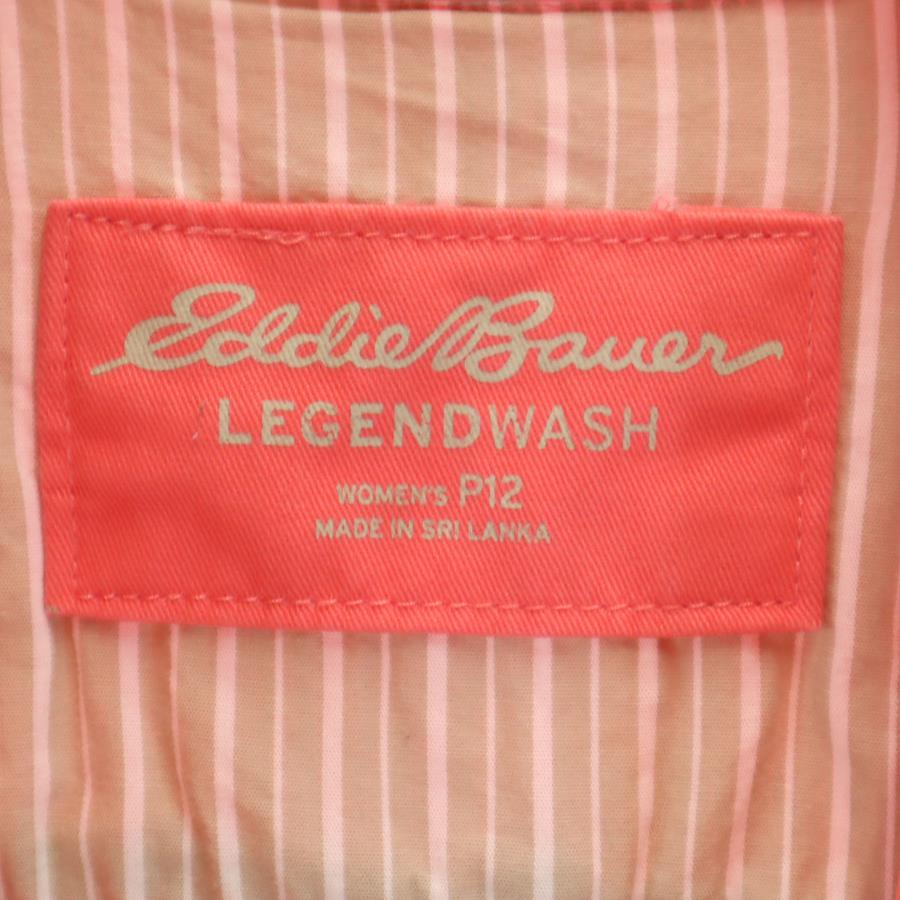 Eddie Bauer
LEGENDWASH
WOMEN'S P12
MADE IN SRI LANKA